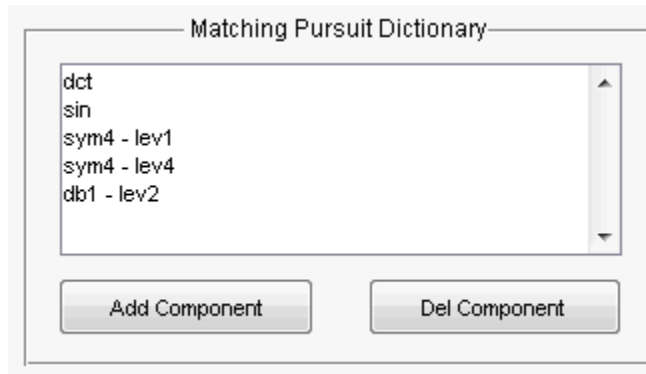 Matching Pursuit Dictionary
dct
sin
sym4 - lev1
sym4 - lev4
db1 - lev2
Add Component
Del Component